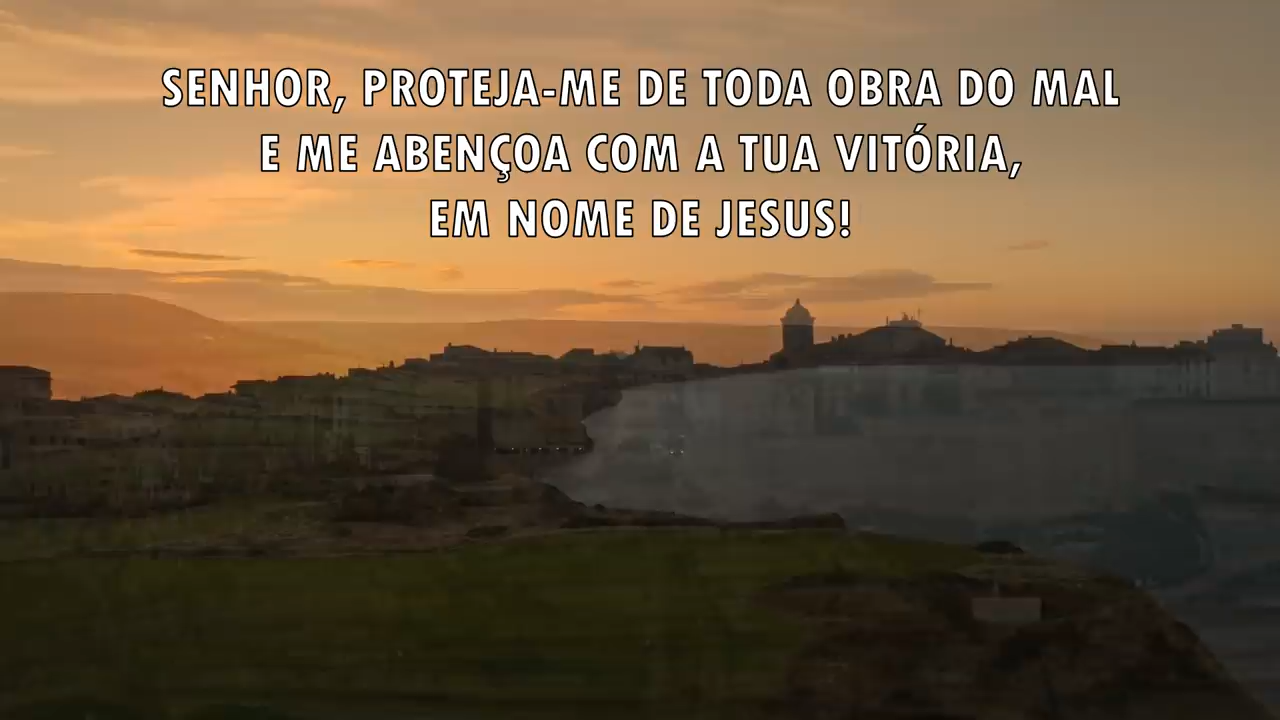 SENHOR, PROTEJA-ME DE TODA OBRA DO MAL
E ME ABENÇOA COM A TUA VITÓRIA,
EM NOME DE JESUS!